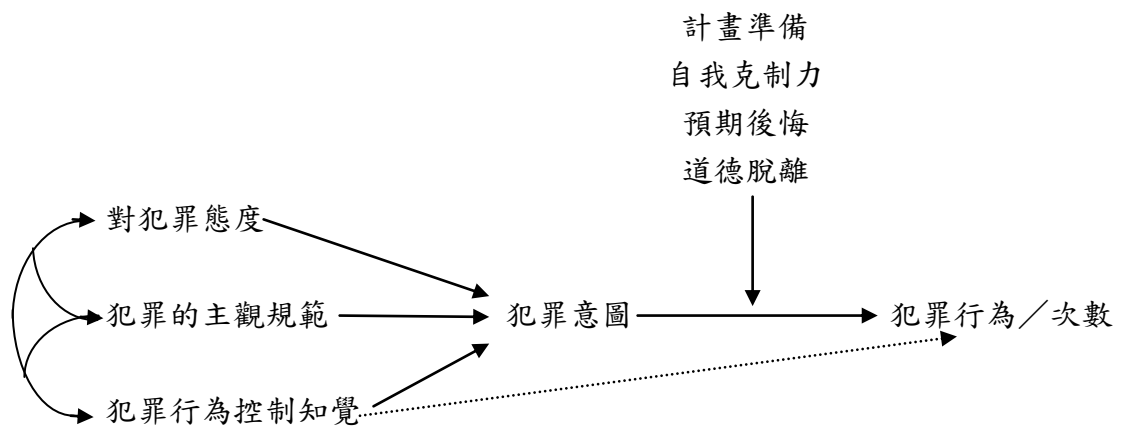 計畫準備
自我克制力
預期後悔
道德脫離
對犯罪態度
犯罪的主觀規範
犯罪意圖
犯罪行為／次數
犯罪行為控制知覺